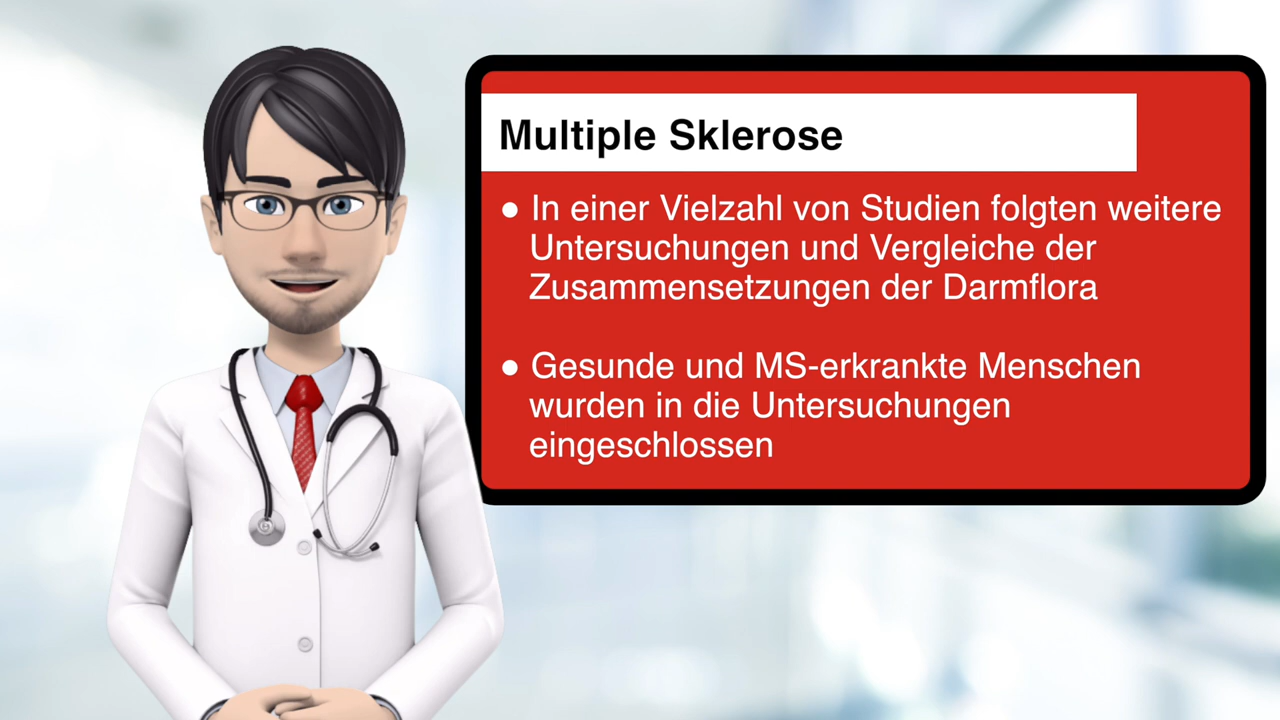 Multiple Sklerose
● In einer Vielzahl von Studien folgten weitere
Untersuchungen und Vergleiche der
Zusammensetzungen der Darmflora
● Gesunde und MS-erkrankte Menschen
wurden in die Untersuchungen
eingeschlossen